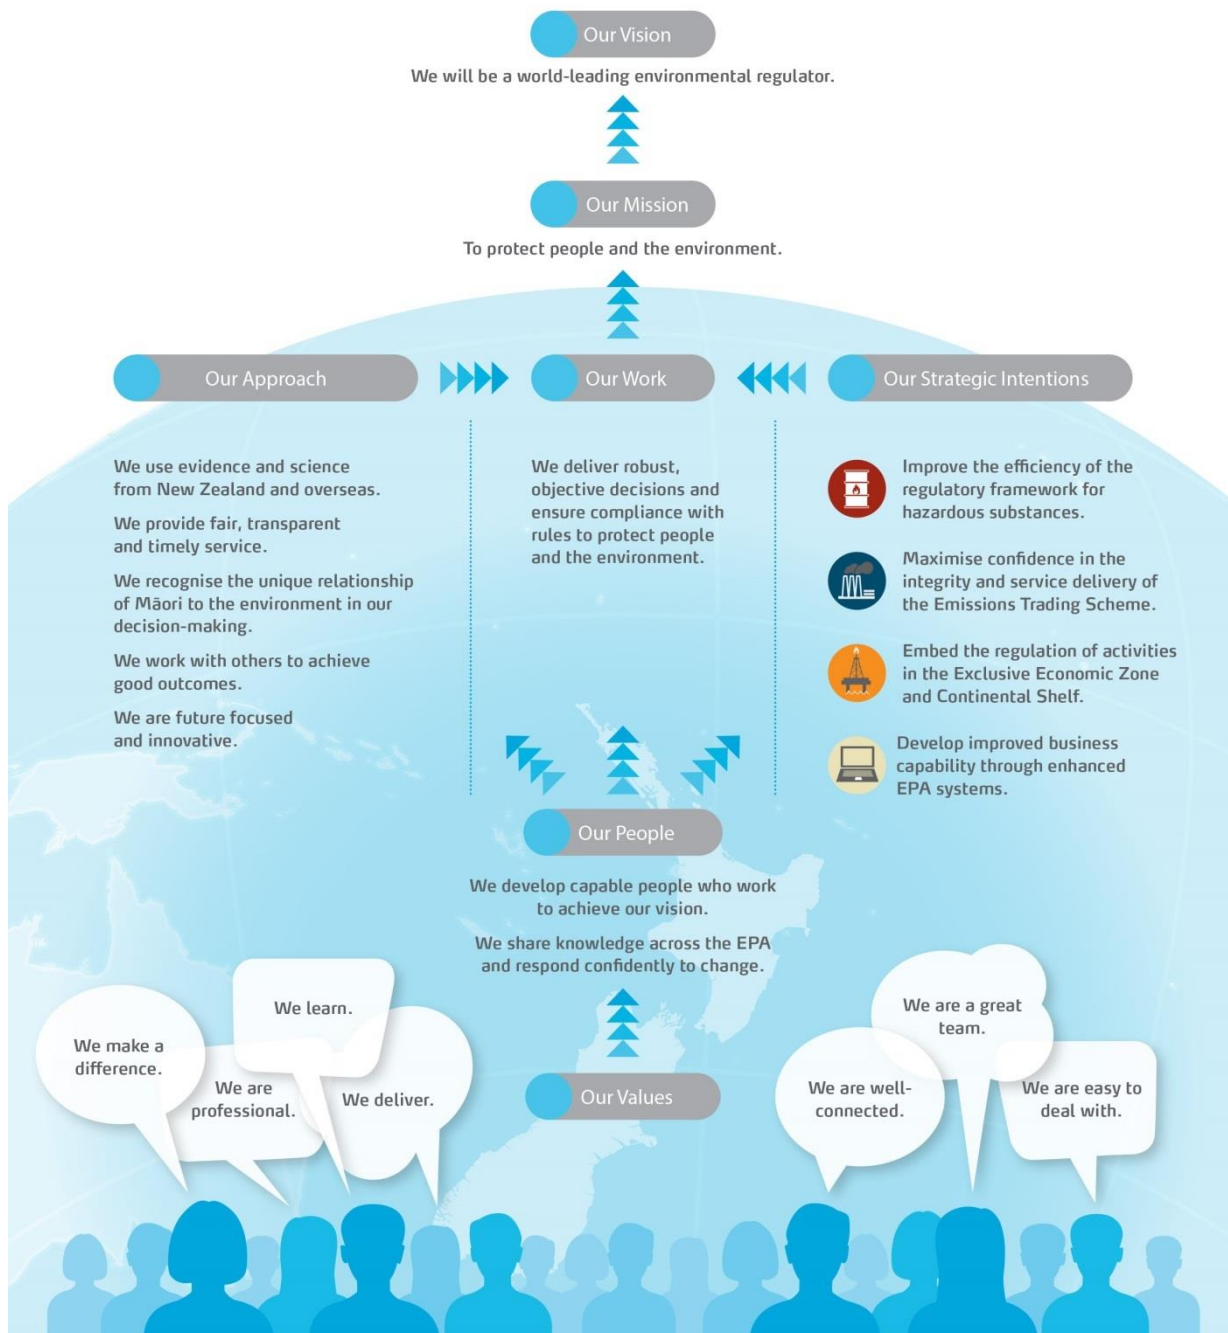 Our Vision
We will be a world-leading environmental regulator.
Our Mission
To protect people and the environment.
Our Approach
We use evidence and science
from New Zealand and overseas.
We provide fair, transparent
and timely service.
We recognise the unique relationship
of Māori to the environment in our
decision-making.
We work with others to achieve
good outcomes.
We are future focused
and innovative.
Our Work
We deliver robust,
objective decisions and
ensure compliance with
rules to protect people
and the environment.
Our Strategic Intentions
Improve the efficiency of the
regulatory framework for
hazardous substances.
Maximise confidence in the
integrity and service delivery of
the Emissions Trading Scheme.
Embed the regulation of activities
in the Exclusive Economic Zone
and Continental Shelf.
Develop improved business
capability through enhanced
EPA systems.
Our People
We develop capable people who work
to achieve our vision.
We share knowledge across the EPA
and respond confidently to change.
Our Values
We make a
difference.
We are
professional.
We learn.
We deliver.
We are well-
connected.
We are a great
team.
We are easy to
deal with.